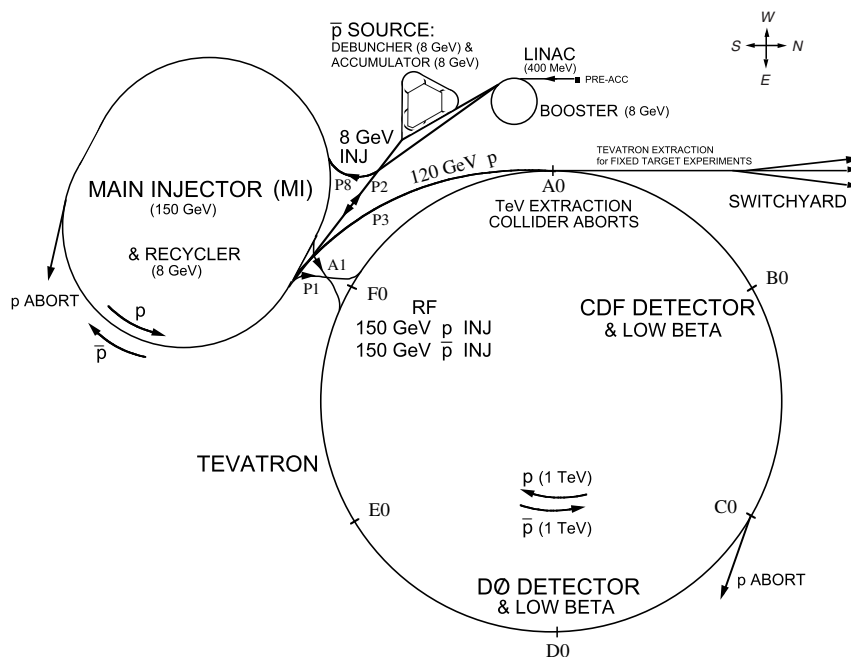 p̅ SOURCE:
DEBUNCHER (8 GeV) &
ACCUMULATOR (8 GeV)
LINAC
(400 MeV)
PRE-ACC
BOOSTER (8 GeV)
W
S N
E
8 GeV
INJ
P8
P2
120 GeV p
P3
TEVATRON EXTRACTION
for FIXED TARGET EXPERIMENTS
A0
SWITCHYARD
TeV EXTRACTION
COLLIDER ABORTS
MAIN INJECTOR (MI)
(150 GeV)
& RECYCLER
(8 GeV)
p ABORT
p
p̅
A1
P1
F0
RF
150 GeV p INJ
150 GeV p̅ INJ
B0
CDF DETECTOR
& LOW BETA
TEVATRON
p (1 TeV)
p̅ (1 TeV)
E0
C0
p ABORT
DØ DETECTOR
& LOW BETA
D0